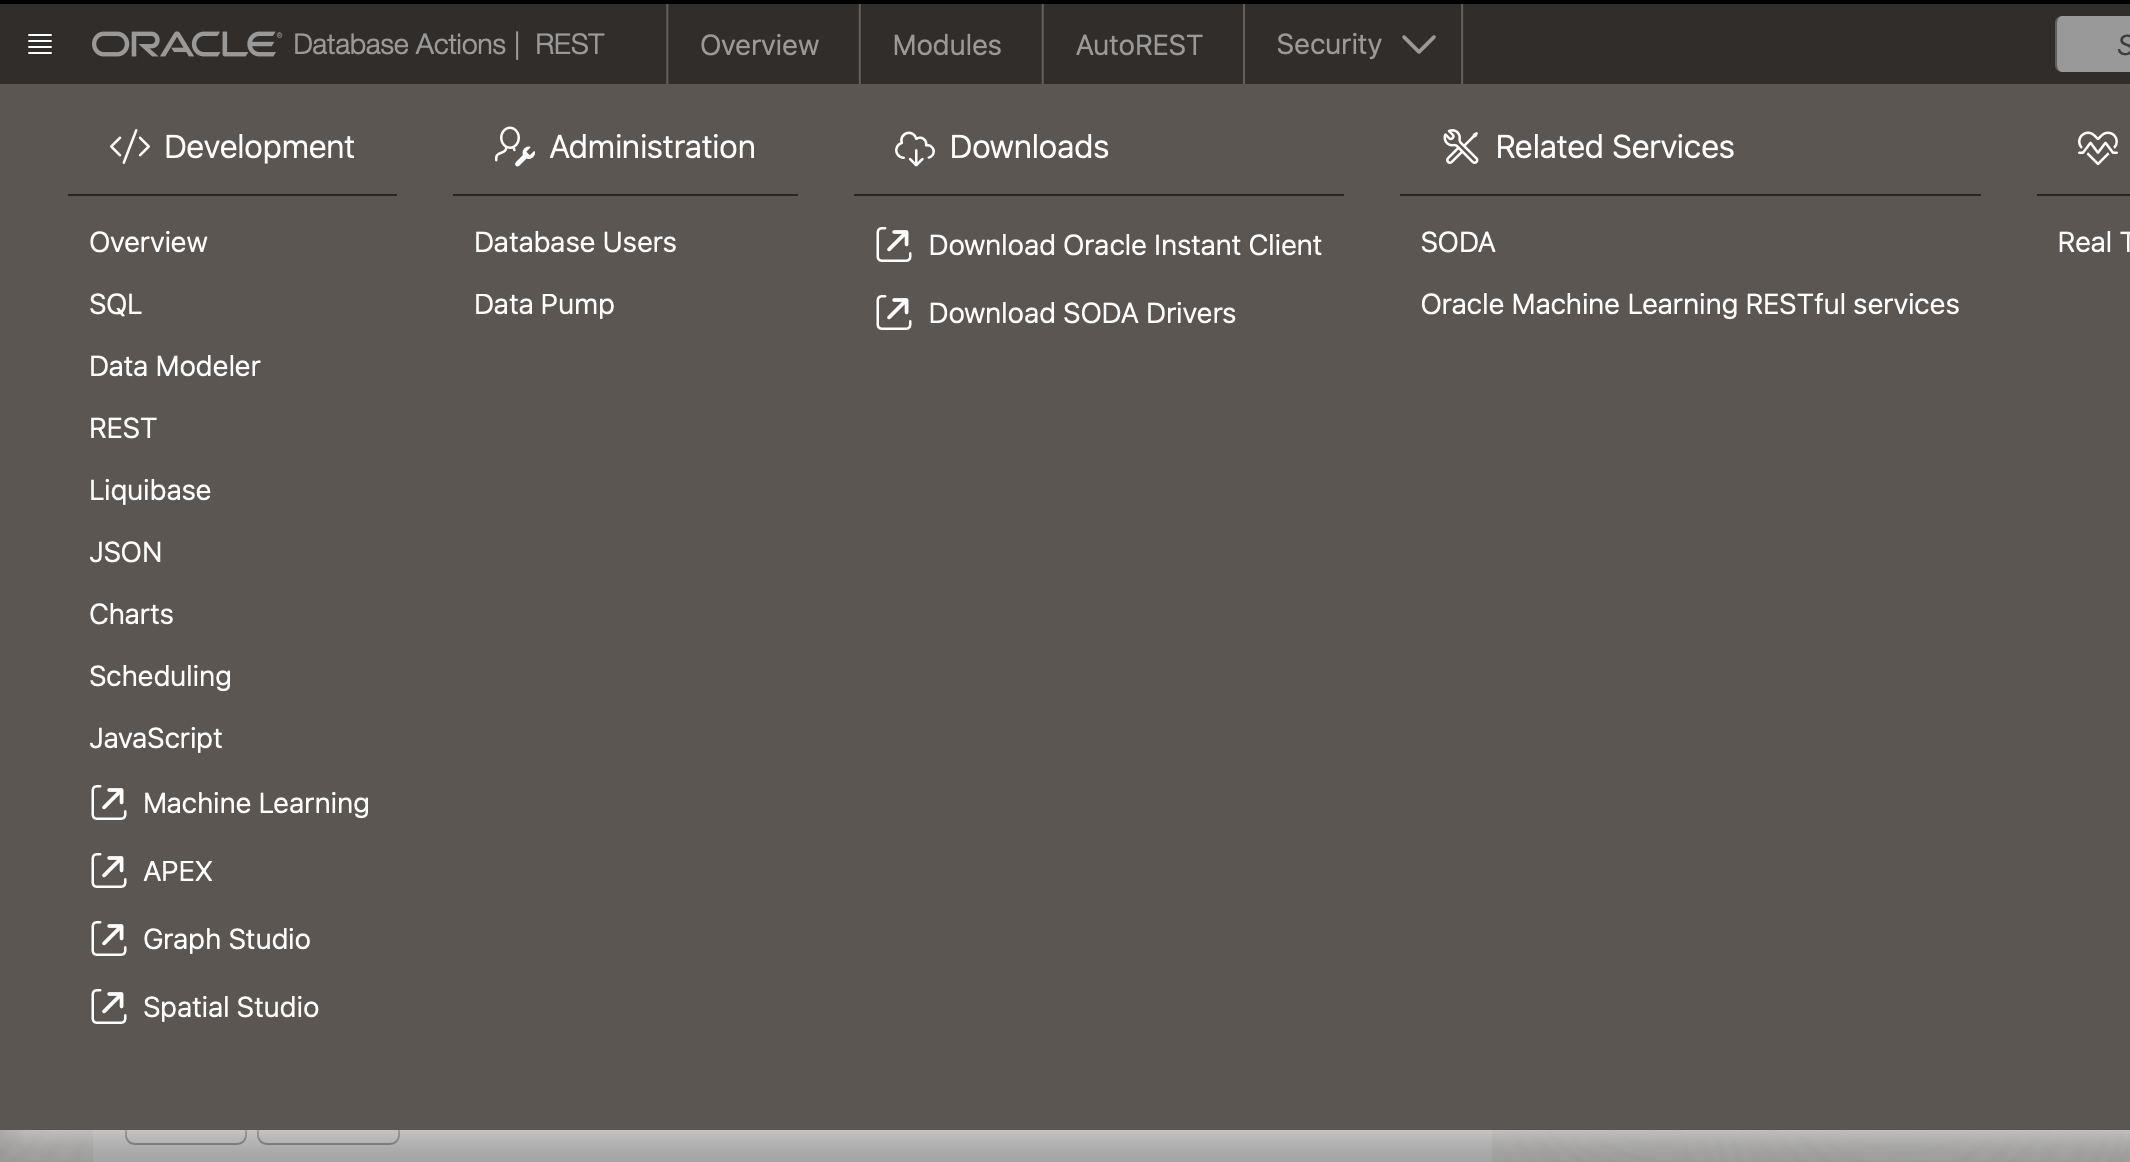 ORACLE® Database Actions | REST
Overview
Modules
AutoREST
Security
Development
Overview
SQL
Data Modeler
REST
Liquibase
JSON
Charts
Scheduling
JavaScript
Machine Learning
APEX
Graph Studio
Spatial Studio
Administration
Database Users
Data Pump
Downloads
Download Oracle Instant Client
Download SODA Drivers
Related Services
SODA
Oracle Machine Learning RESTful services
Real